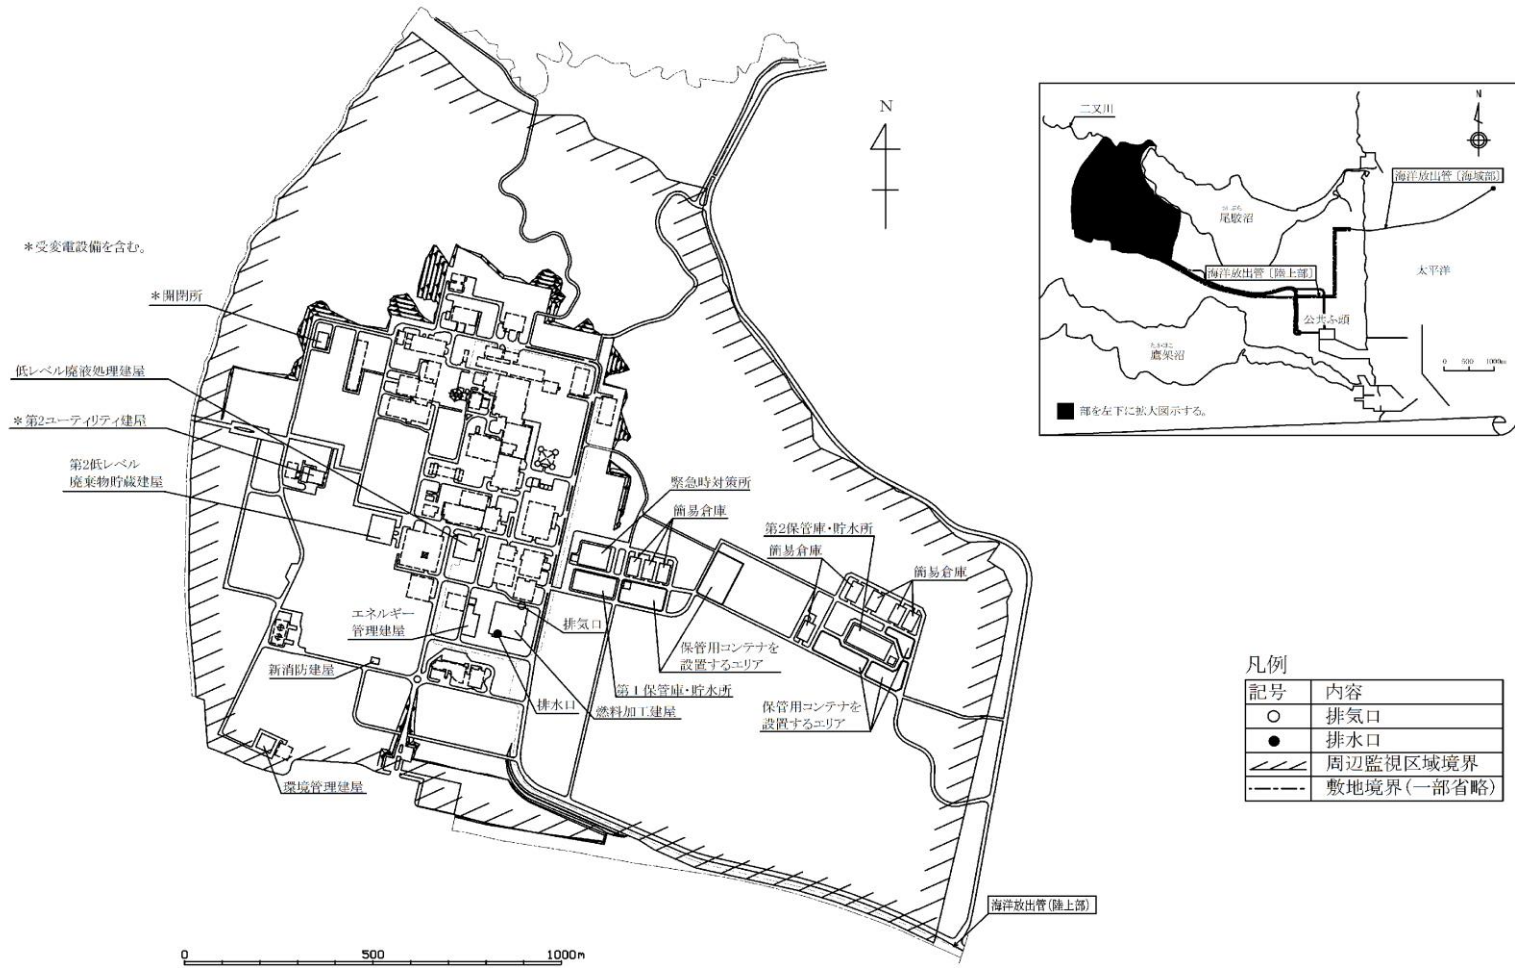 N
＊受変電設備を含む。
＊開閉所
低レベル廃液処理建屋
＊第2ユーティリティ建屋
第2低レベル
廃棄物貯蔵建屋
緊急時対策所
簡易倉庫
第2保管庫・貯水所
簡易倉庫
簡易倉庫
エネルギー
管理建屋
排気口
保管用コンテナを
設置するエリア
新消防建屋
第1保管庫・貯水所
排水口
燃料加工建屋
保管用コンテナを
設置するエリア
環境管理建屋
海洋放出管(陸上部)
0 500 1000m
二又川
N
海洋放出管〔海域部〕
尾駮沼
海洋放出管〔陸上部〕
太平洋
公共ふ頭
たかほこ
鷹架沼
0 500 1000m
部を左下に拡大図示する。
凡例
記号 内容
排気口
排水口
周辺監視区域境界
敷地境界(一部省略)